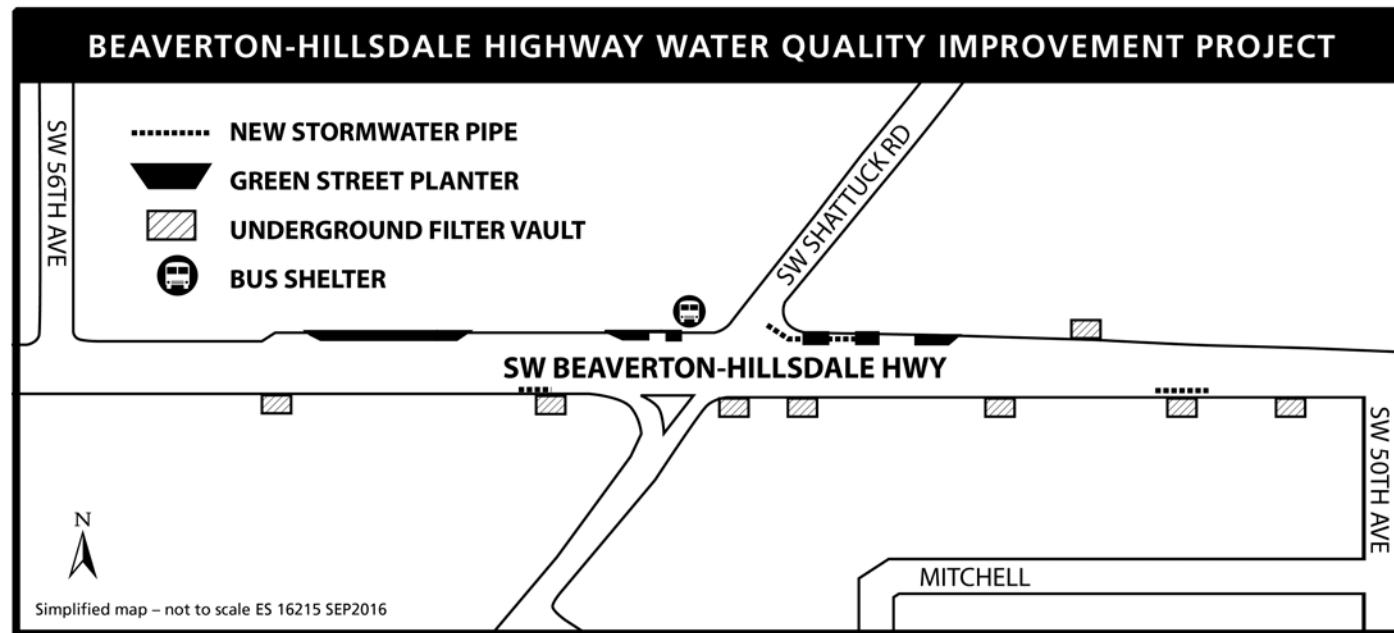 BEAVERTON-HILLSDALE HIGHWAY WATER QUALITY IMPROVEMENT PROJECT
SW 56TH AVE
NEW STORMWATER PIPE
GREEN STREET PLANTER
UNDERGROUND FILTER VAULT
BUS SHELTER
SW SHATTUCK RD
SW BEAVERTON-HILLSDALE HWY
SW 50TH AVE
N
MITCHELL
Simplified map – not to scale ES 16215 SEP2016